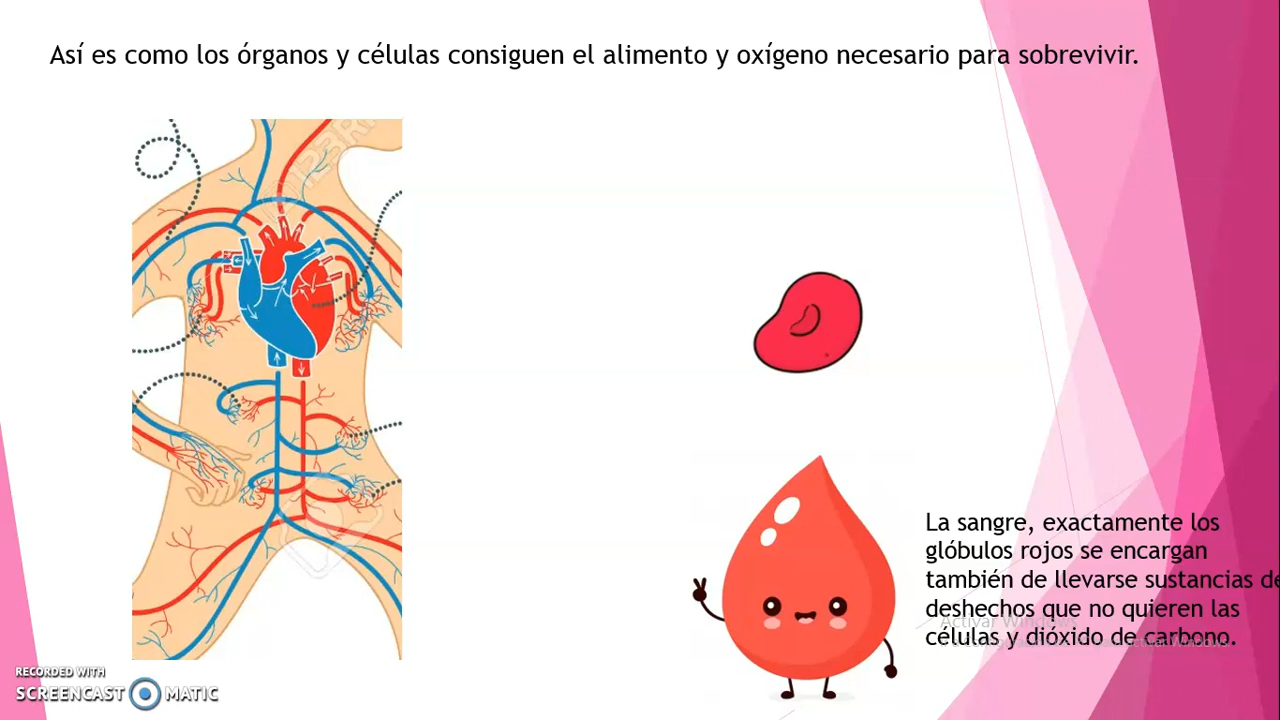 Así es como los órganos y células consiguen el alimento y oxígeno necesario para sobrevivir.
La sangre, exactamente los
glóbulos rojos se encargan
también de llevarse sustancias de
deshechos que no quieren las
células y dióxido de carbono.
Activar Windows
RECORDED WITH
SCREENCAST MATIC